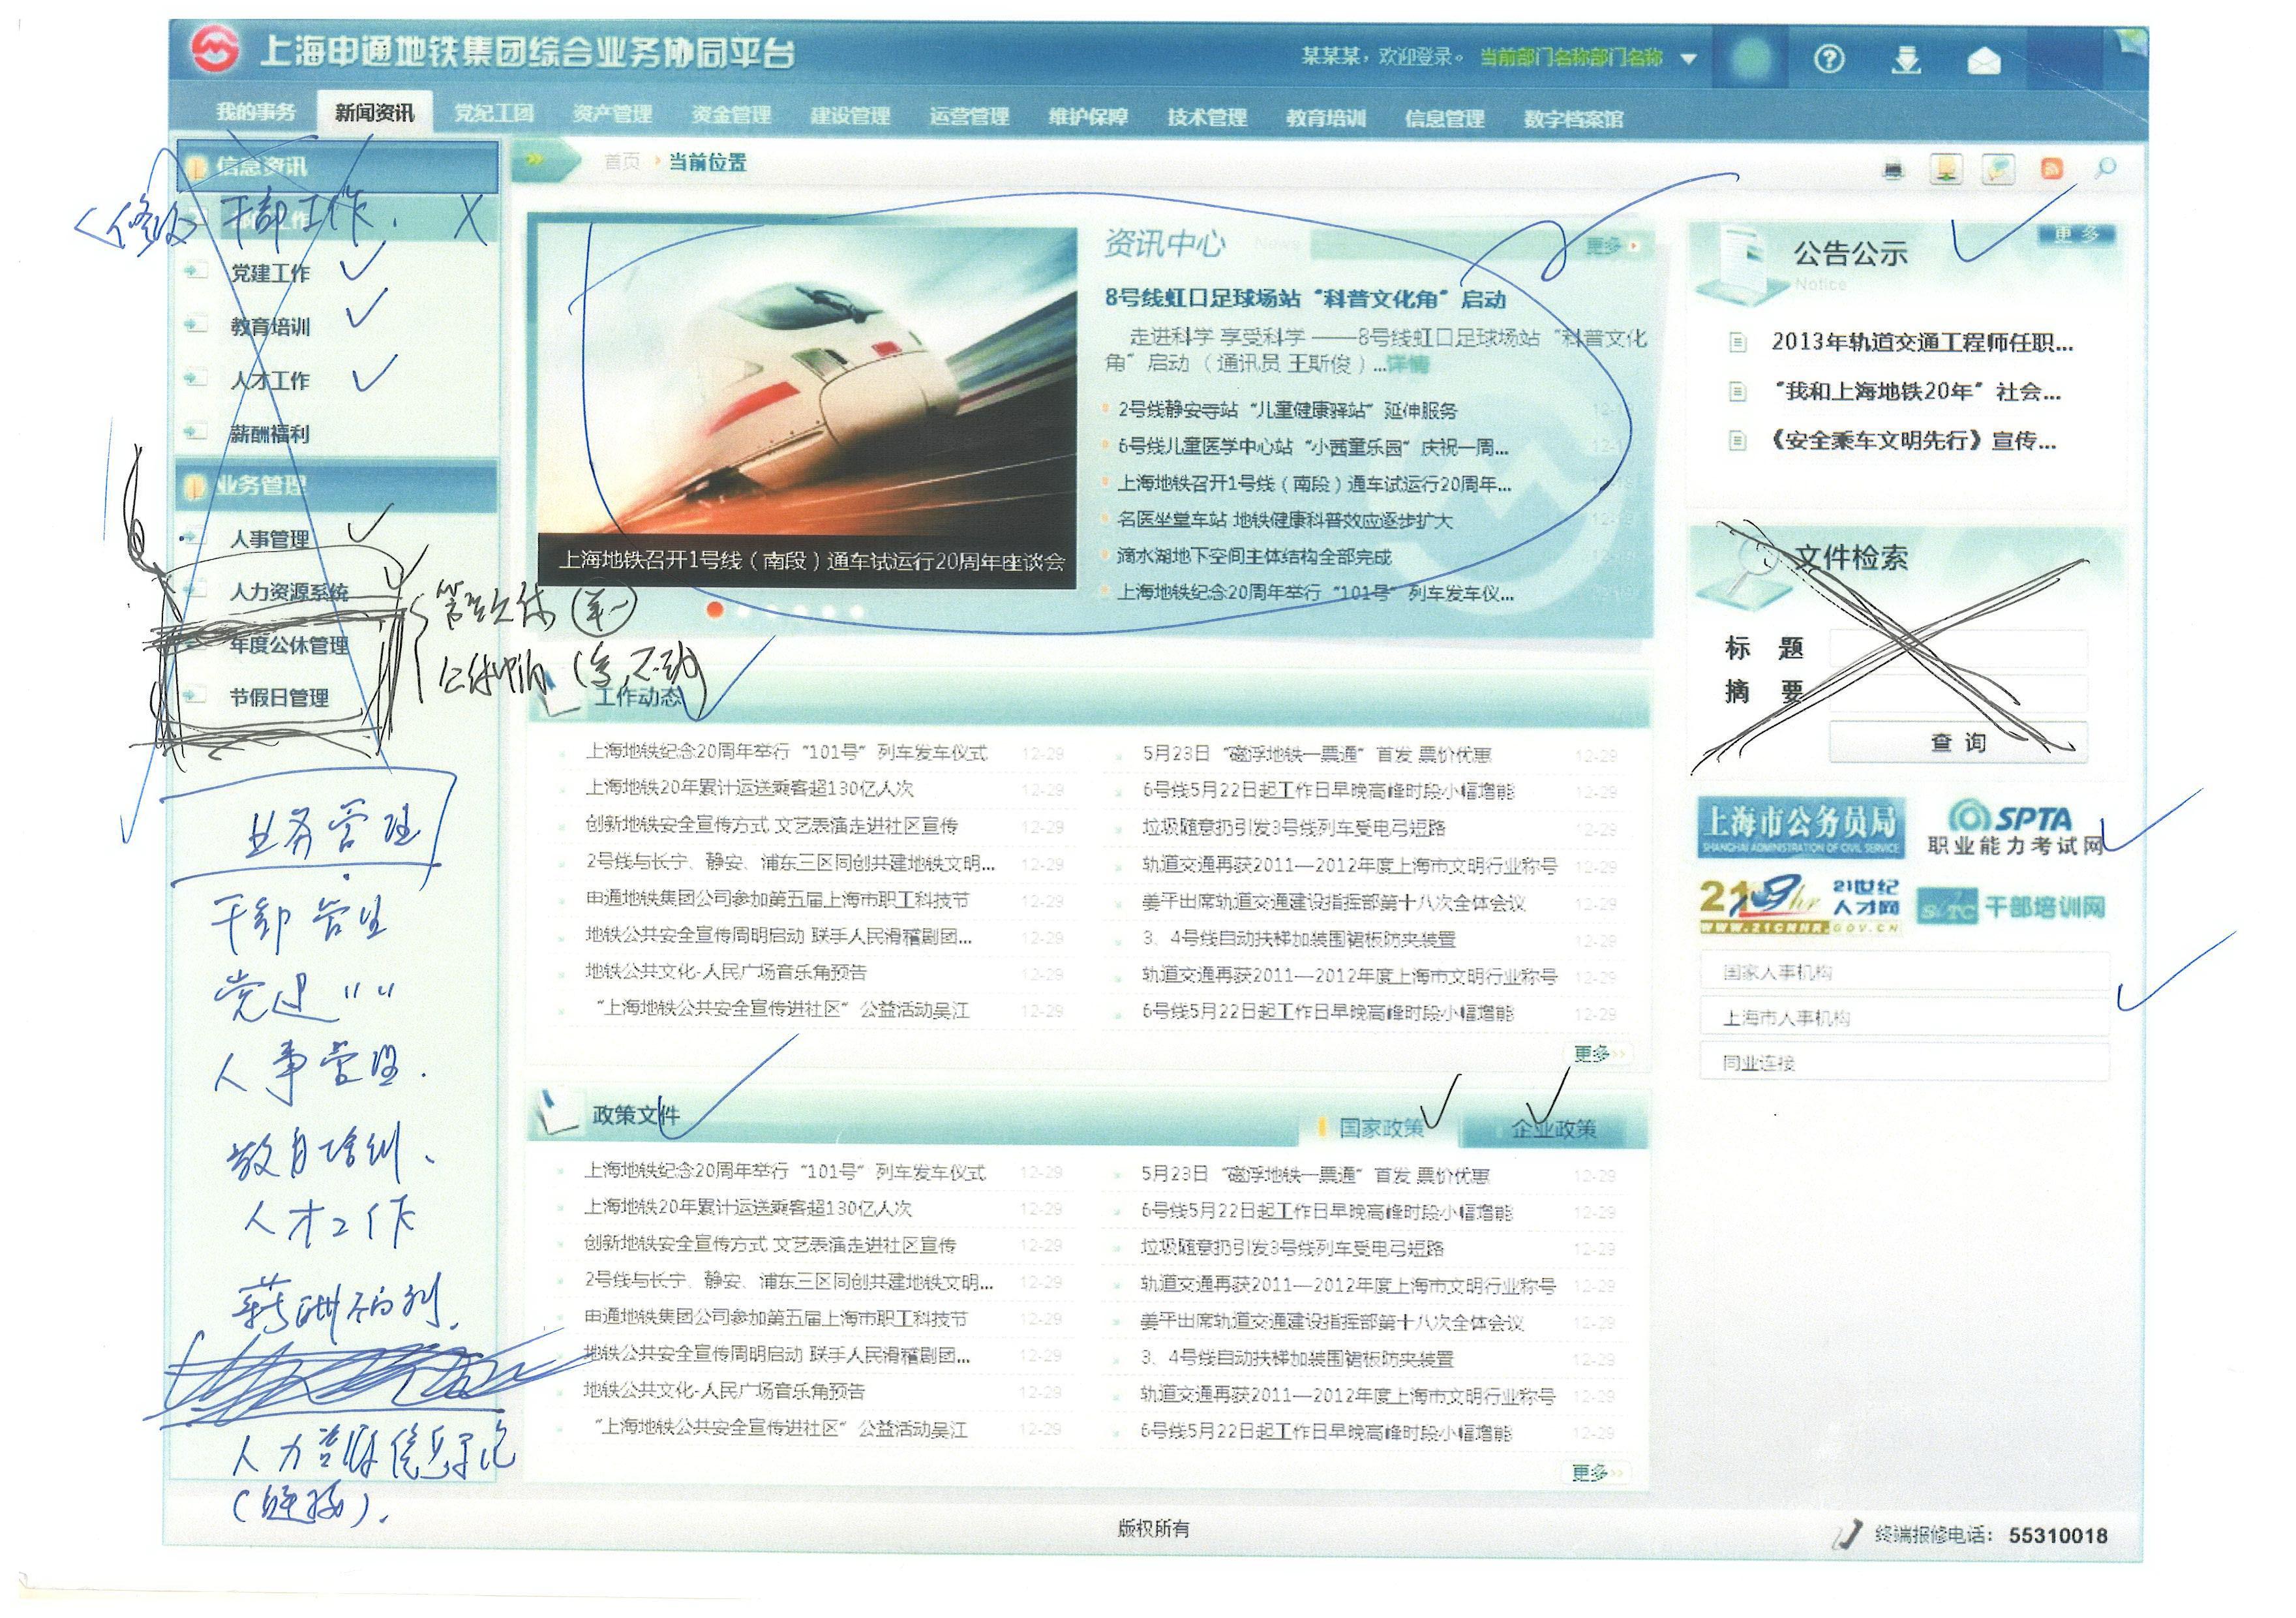 上海申通地铁集团综合业务协同平台
某某某，欢迎登录。 当前部门名称部门名称
我的事务 新闻资讯 党纪工团 资产管理 资金管理 建设管理 运营管理 维护保障 技术管理 教育培训 信息管理 数字档案馆
首页 当前位置
信息资讯
<修改> 干部工作. X
党建工作
教育培训
人才工作
薪酬福利
业务管理
人事管理
人力资源系统
年度公休管理
节假日管理
业务管理
干部管理
党建 〃 〃
人事管理.
教育培训、
人才工作
薪酬福利.
人力资源信息
(链接).
上海地铁召开1号线（南段）通车试运行20周年座谈会
资讯中心 News 更多
8号线虹口足球场站“科普文化角”启动
走进科学 享受科学 ——8号线虹口足球场站“科普文化
角”启动（通讯员 王斯俊）...详情
2号线静安寺站“儿童健康驿站”延伸服务
6号线儿童医学中心站“小茜童乐园”庆祝一周...
上海地铁召开1号线（南段）通车试运行20周年...
名医坐堂车站 地铁健康科普效应逐步扩大
滴水湖地下空间主体结构全部完成
上海地铁纪念20周年举行“101号”列车发车仪...
工作动态
上海地铁纪念20周年举行“101号”列车发车仪式 12-29
上海地铁20年累计运送乘客超130亿人次 12-29
创新地铁安全宣传方式 文艺表演走进社区宣传 12-29
2号线与长宁、静安、浦东三区同创共建地铁文明... 12-29
申通地铁集团公司参加第五届上海市职工科技节 12-29
地铁公共安全宣传周明启动 联手人民滑稽剧团... 12-29
地铁公共文化-人民广场音乐角预告 12-29
“上海地铁公共安全宣传进社区”公益活动吴江 12-29
5月23日“磁浮地铁一票通”首发 票价优惠 12-29
6号线5月22日起工作日早晚高峰时段小幅增能 12-29
垃圾随意扔引发3号线列车受电弓短路 12-29
轨道交通再获2011—2012年度上海市文明行业称号 12-29
姜平出席轨道交通建设指挥部第十八次全体会议 12-29
3、4号线自动扶梯加装围裙板防夹装置 12-29
轨道交通再获2011—2012年度上海市文明行业称号 12-29
6号线5月22日起工作日早晚高峰时段小幅增能 12-29
更多
政策文件 国家政策 企业政策
上海地铁纪念20周年举行“101号”列车发车仪式 12-29
上海地铁20年累计运送乘客超130亿人次 12-29
创新地铁安全宣传方式 文艺表演走进社区宣传 12-29
2号线与长宁、静安、浦东三区同创共建地铁文明... 12-29
申通地铁集团公司参加第五届上海市职工科技节 12-29
地铁公共安全宣传周明启动 联手人民滑稽剧团... 12-29
地铁公共文化-人民广场音乐角预告 12-29
“上海地铁公共安全宣传进社区”公益活动吴江 12-29
5月23日“磁浮地铁一票通”首发 票价优惠 12-29
6号线5月22日起工作日早晚高峰时段小幅增能 12-29
垃圾随意扔引发3号线列车受电弓短路 12-29
轨道交通再获2011—2012年度上海市文明行业称号 12-29
姜平出席轨道交通建设指挥部第十八次全体会议 12-29
3、4号线自动扶梯加装围裙板防夹装置 12-29
轨道交通再获2011—2012年度上海市文明行业称号 12-29
6号线5月22日起工作日早晚高峰时段小幅增能 12-29
更多
公告公示 更多
Notice
2013年轨道交通工程师任职...
“我和上海地铁20年”社会...
《安全乘车文明先行》宣传...
文件检索
标 题
摘 要
查 询
上海市公务员局
SHANGHAI ADMINISTRATION OF CIVIL SERVICE
SPTA
职业能力考试网
21世纪
人才网
WWW.21CNHR.GOV.CN
干部培训网
国家人事机构
上海市人事机构
同业连接
版权所有
终端报修电话： 55310018